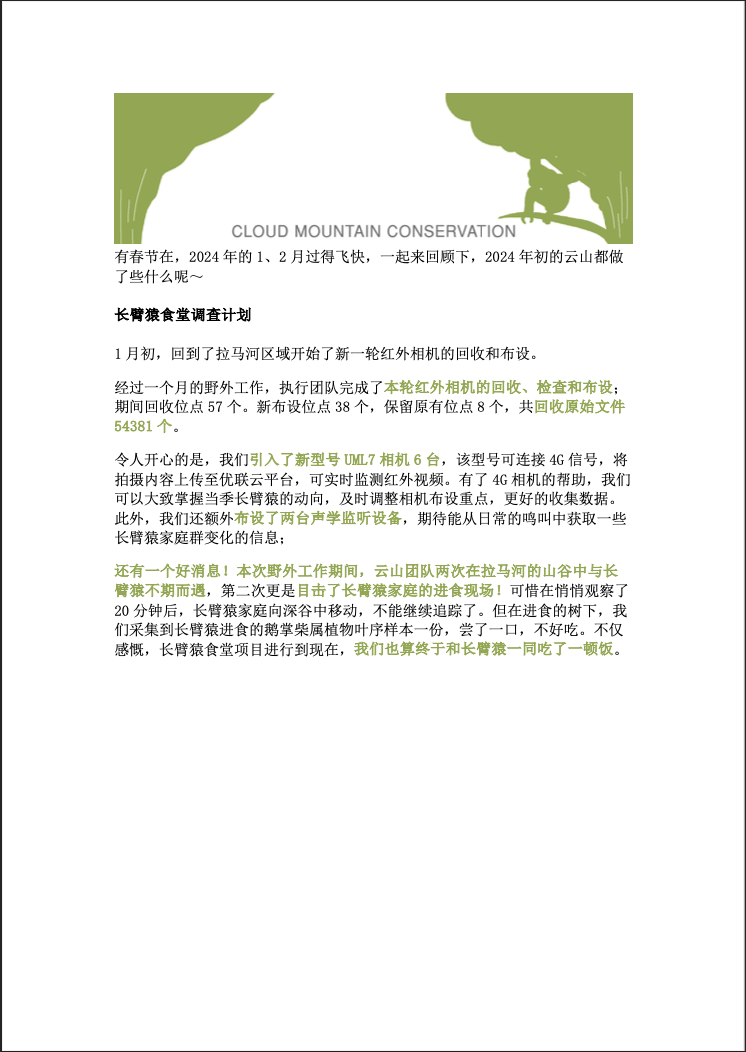 CLOUD MOUNTAIN CONSERVATION
有春节在，2024 年的 1、2 月过得飞快，一起来回顾下，2024 年初的云山都做
了些什么呢～
长臂猿食堂调查计划
1 月初，回到了拉马河区域开始了新一轮红外相机的回收和布设。
经过一个月的野外工作，执行团队完成了本轮红外相机的回收、检查和布设；
期间回收位点 57 个。新布设位点 38 个，保留原有位点 8 个，共回收原始文件
54381 个。
令人开心的是，我们引入了新型号 UML7 相机 6 台，该型号可连接 4G 信号，将
拍摄内容上传至优联云平台，可实时监测红外视频。有了 4G 相机的帮助，我们
可以大致掌握当季长臂猿的动向，及时调整相机布设重点，更好的收集数据。
此外，我们还额外布设了两台声学监听设备，期待能从日常的鸣叫中获取一些
长臂猿家庭群变化的信息；
还有一个好消息！本次野外工作期间，云山团队两次在拉马河的山谷中与长
臂猿不期而遇，第二次更是目击了长臂猿家庭的进食现场！可惜在悄悄观察了
20 分钟后，长臂猿家庭向深谷中移动，不能继续追踪了。但在进食的树下，我
们采集到长臂猿进食的鹅掌柴属植物叶序样本一份，尝了一口，不好吃。不仅
感慨，长臂猿食堂项目进行到现在，我们也算终于和长臂猿一同吃了一顿饭。